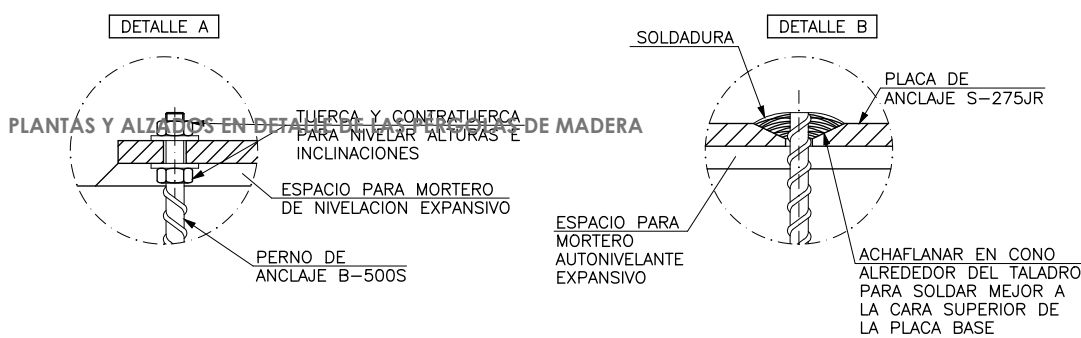 DETALLE A
TUERCA Y CONTRATUERCA
PARA NIVELAR ALTURAS E
INCLINACIONES
ESPACIO PARA MORTERO
DE NIVELACION EXPANSIVO
PERNO DE
ANCLAJE B-500S
PLANTAS Y ALZADOS EN DETALLE DE LAS PERGOLAS DE MADERA
DETALLE B
SOLDADURA
PLACA DE
ANCLAJE S-275JR
ESPACIO PARA
MORTERO
AUTONIVELANTE
EXPANSIVO
ACHAFLANAR EN CONO
ALREDEDOR DEL TALADRO
PARA SOLDAR MEJOR A
LA CARA SUPERIOR DE
LA PLACA BASE